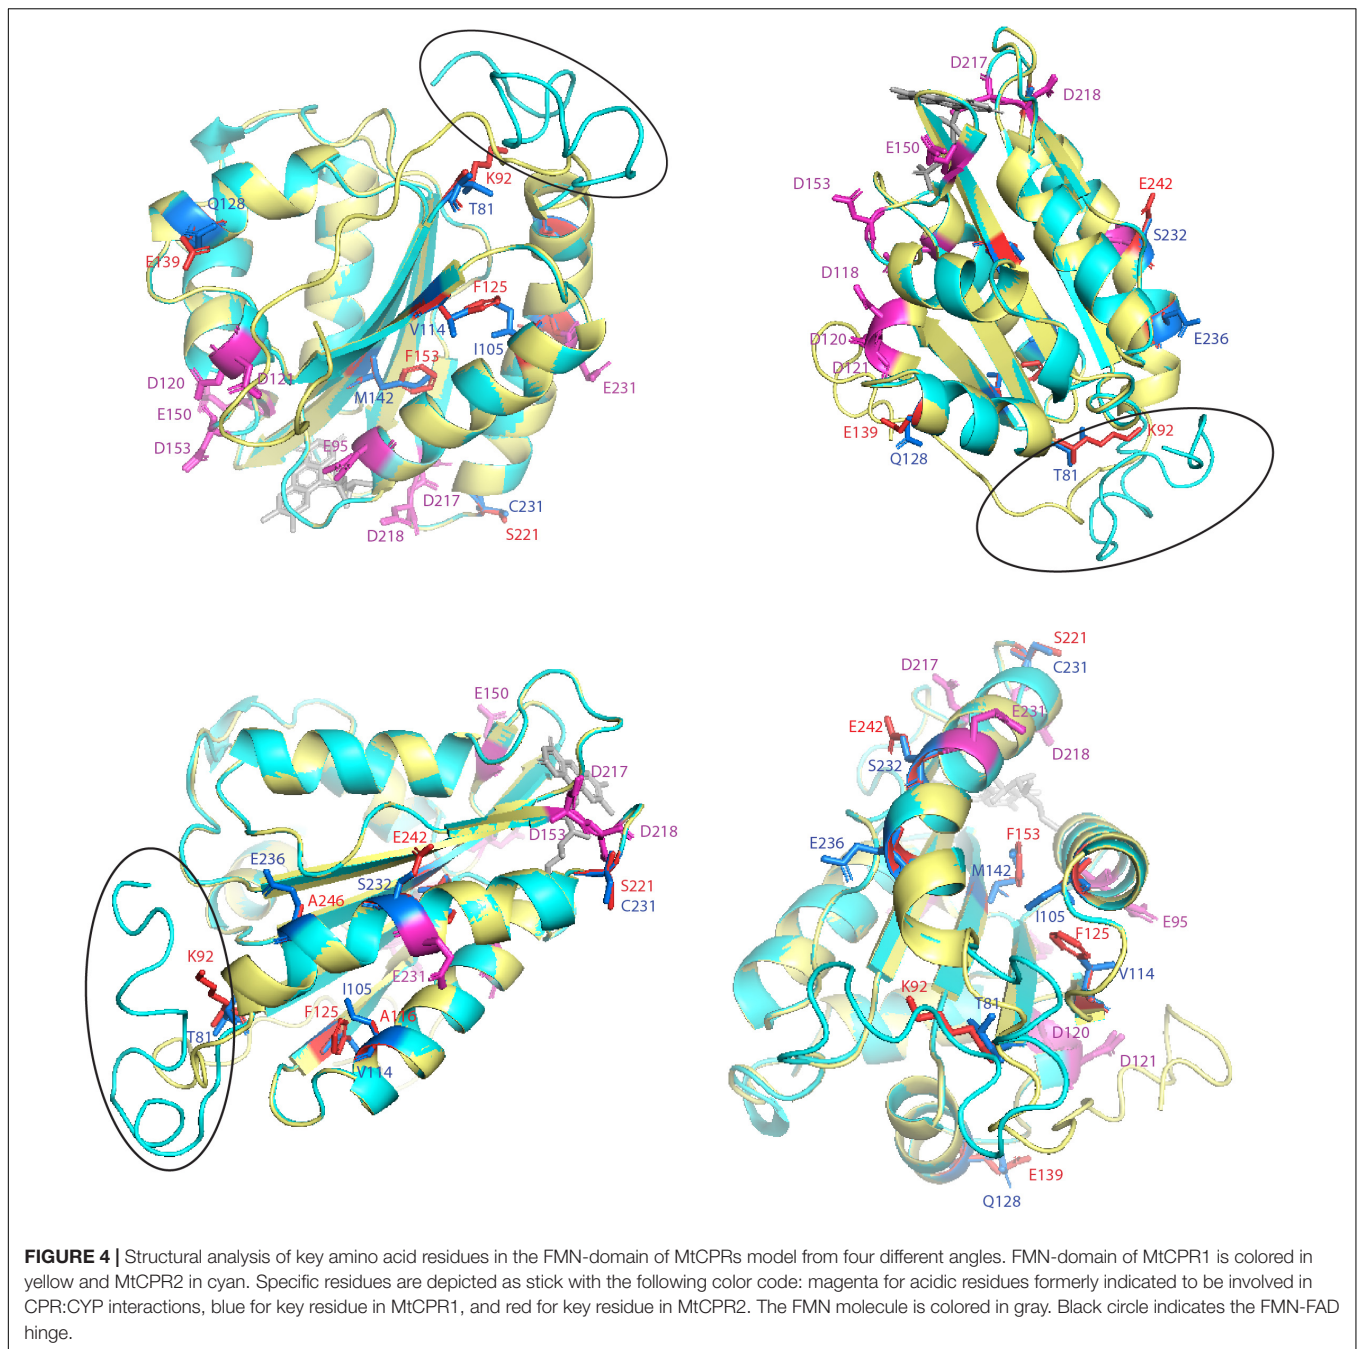 K92
Q128
T81
E139
F125
V114
I105
F153
M142
D120
D121
E150
E231
D153
E95
D217
C231
D218
S221
D217
D218
E150
D153
E242
S232
D118
D120
D121
E236
E139
Q128
K92
T81
E150
D217
D153
D218
E242
E236
S232
A246
S221
C231
K92
E231
I105
F125
A116
T81
V114
S221
C231
D217
E231
E242
D218
S232
F153
E236
M142
I105
E95
F125
V114
K92
T81
D120
D121
E139
Q128
FIGURE 4 | Structural analysis of key amino acid residues in the FMN-domain of MtCPRs model from four different angles. FMN-domain of MtCPR1 is colored in
yellow and MtCPR2 in cyan. Specific residues are depicted as stick with the following color code: magenta for acidic residues formerly indicated to be involved in
CPR:CYP interactions, blue for key residue in MtCPR1, and red for key residue in MtCPR2. The FMN molecule is colored in gray. Black circle indicates the FMN-FAD
hinge.